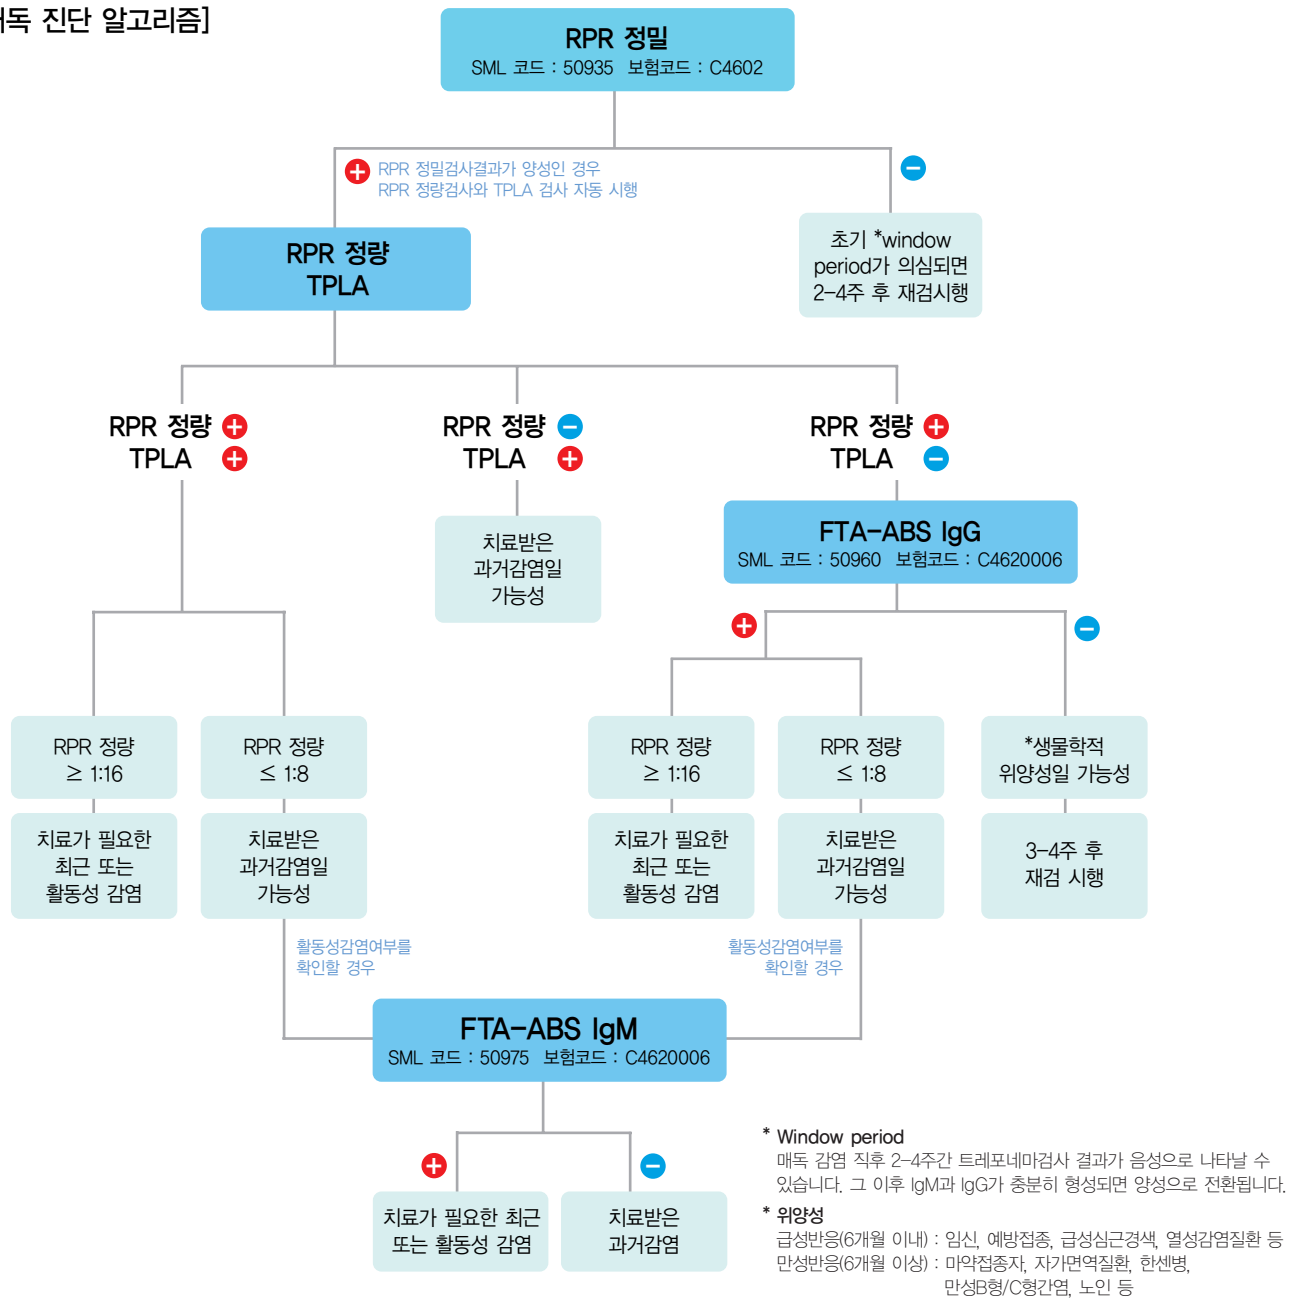 독 진단 알고리즘]
RPR 정밀
SML 코드 : 50935 보험코드 : C4602
RPR 정밀검사결과가 양성인 경우
RPR 정량검사와 TPLA 검사 자동 시행
RPR 정량
TPLA
초기 *window
period가 의심되면
2-4주 후 재검시행
RPR 정량 +
TPLA +
RPR 정량 −
TPLA +
RPR 정량 +
TPLA −
치료받은
과거감염일
가능성
FTA-ABS IgG
SML 코드 : 50960 보험코드 : C4620006
RPR 정량
≥ 1:16
RPR 정량
≤ 1:8
RPR 정량
≥ 1:16
RPR 정량
≤ 1:8
*생물학적
위양성일 가능성
치료가 필요한
최근 또는
활동성 감염
치료받은
과거감염일
가능성
치료가 필요한
최근 또는
활동성 감염
치료받은
과거감염일
가능성
3-4주 후
재검 시행
활동성감염여부를
확인할 경우
활동성감염여부를
확인할 경우
FTA-ABS IgM
SML 코드 : 50975 보험코드 : C4620006
치료가 필요한 최근
또는 활동성 감염
치료받은
과거감염
* Window period
매독 감염 직후 2-4주간 트레포네마검사 결과가 음성으로 나타날 수
있습니다. 그 이후 IgM과 IgG가 충분히 형성되면 양성으로 전환됩니다.
* 위양성
급성반응(6개월 이내) : 임신, 예방접종, 급성심근경색, 열성감염질환 등
만성반응(6개월 이상) : 마약접종자, 자가면역질환, 한센병,
만성B형/C형간염, 노인 등